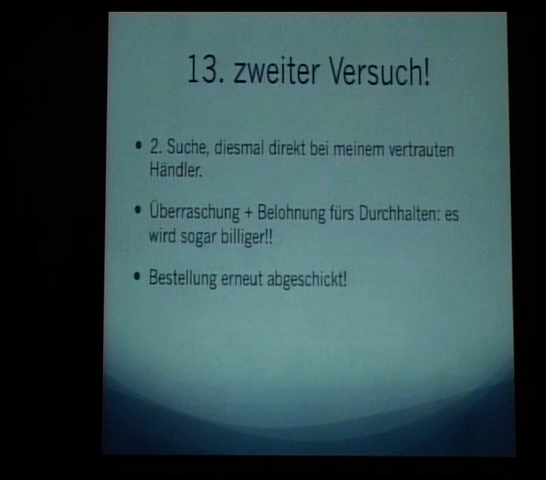 13. zweiter Versuch!
• 2. Suche, diesmal direkt bei meinem vertrauten
Händler.
• Überraschung + Belohnung fürs Durchhalten: es
wird sogar billiger!!
• Bestellung erneut abgeschickt!